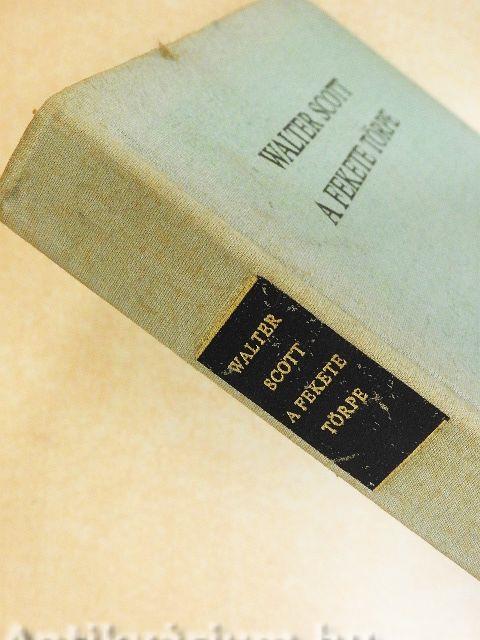 WALTER SCOTT
A FEKETE TÖRPE
WALTER
SCOTT
A FEKETE
TÖRPE